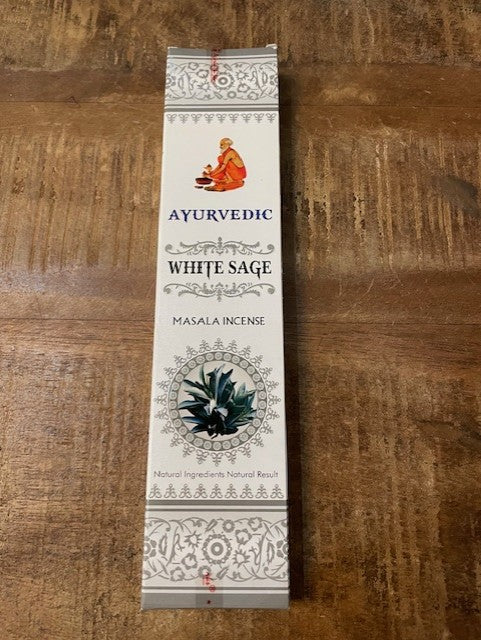 AYURVEDIC
WHITE SAGE
MASALA INCENSE
Natural Ingredients Natural Result